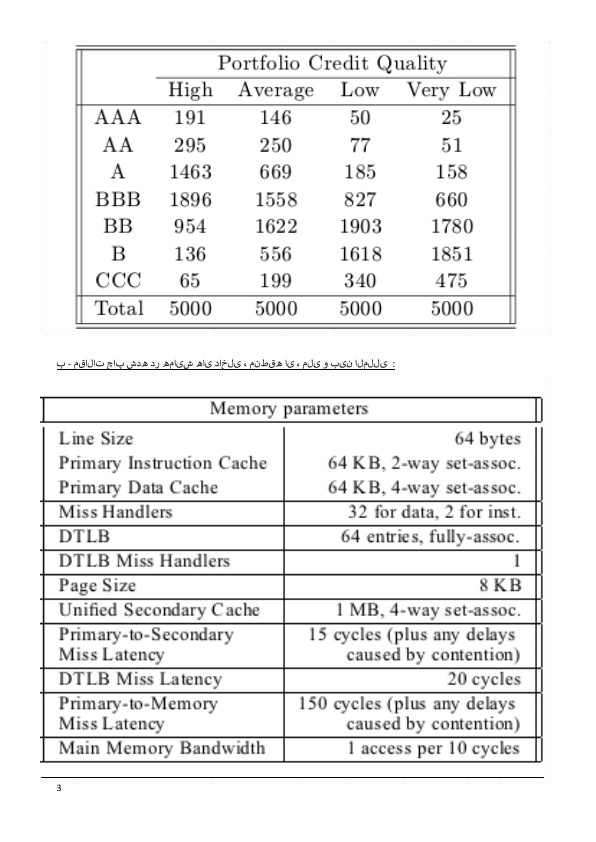 Portfolio Credit Quality
High Average Low Very Low
AAA 191 146 50 25
AA 295 250 77 51
A 1463 669 185 158
BBB 1896 1558 827 660
BB 954 1622 1903 1780
B 136 556 1618 1851
CCC 65 199 340 475
Total 5000 5000 5000 5000
پ - مقالات چاپ شده در همایش های داخلی ، منطقه ای ، ملی و بین المللی :
Memory parameters
Line Size 64 bytes
Primary Instruction Cache 64 KB, 2-way set-assoc.
Primary Data Cache 64 KB, 4-way set-assoc.
Miss Handlers 32 for data, 2 for inst.
DTLB 64 entries, fully-assoc.
DTLB Miss Handlers 1
Page Size 8 KB
Unified Secondary Cache 1 MB, 4-way set-assoc.
Primary-to-Secondary 15 cycles (plus any delays
Miss Latency caused by contention)
DTLB Miss Latency 20 cycles
Primary-to-Memory 150 cycles (plus any delays
Miss Latency caused by contention)
Main Memory Bandwidth 1 access per 10 cycles
3